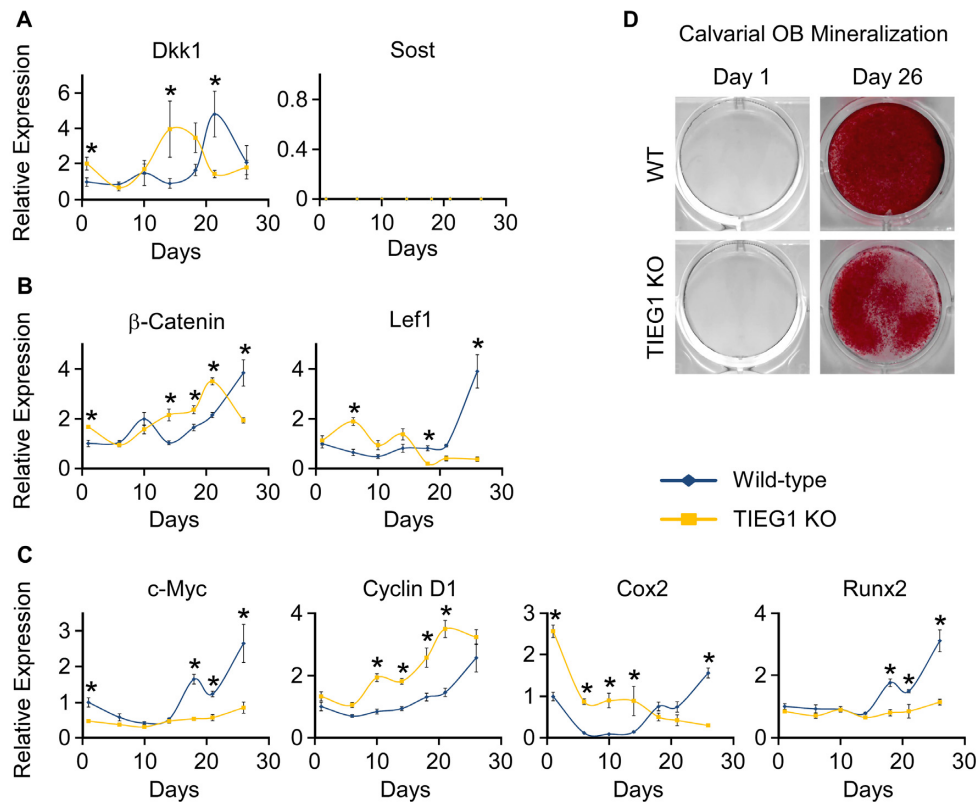 A
Dkk1
Sost
Relative Expression
6
4
2
0
0 10 20 30
Days
0.8
0.4
0
0 10 20 30
Days
* * *
B
β-Catenin
Lef1
Relative Expression
4
2
0
0 10 20 30
Days
* * * * *
4
2
0
0 10 20 30
Days
* * *
C
c-Myc
Cyclin D1
Cox2
Runx2
Relative Expression
3
2
1
0
0 10 20 30
Days
* * * *
4
2
0
0 10 20 30
Days
* * * *
3
2
1
0
0 10 20 30
Days
* * * * *
4
2
0
0 10 20 30
Days
* * *
D
Calvarial OB Mineralization
Day 1
Day 26
WT
TIEG1 KO
Wild-type
TIEG1 KO